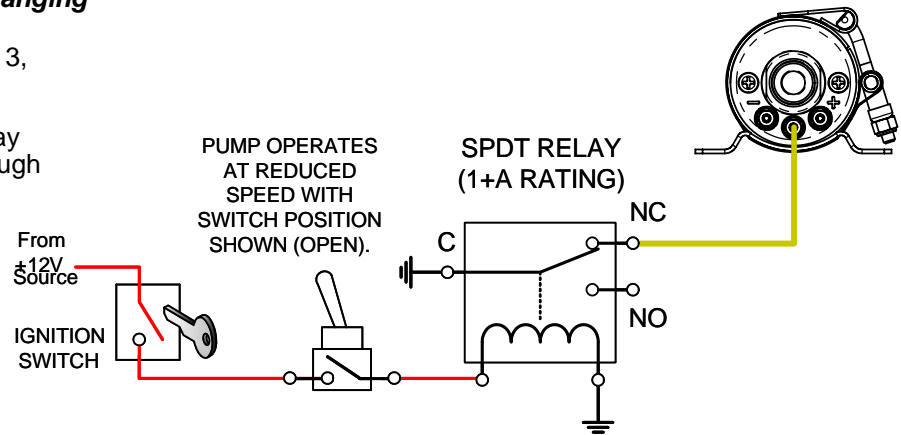 anging
3,
ay
ugh
PUMP OPERATES
AT REDUCED
SPEED WITH
SWITCH POSITION
SHOWN (OPEN).
SPDT RELAY
(1+A RATING)
NC
C
NO
From
+12V
Source
IGNITION
SWITCH
- +